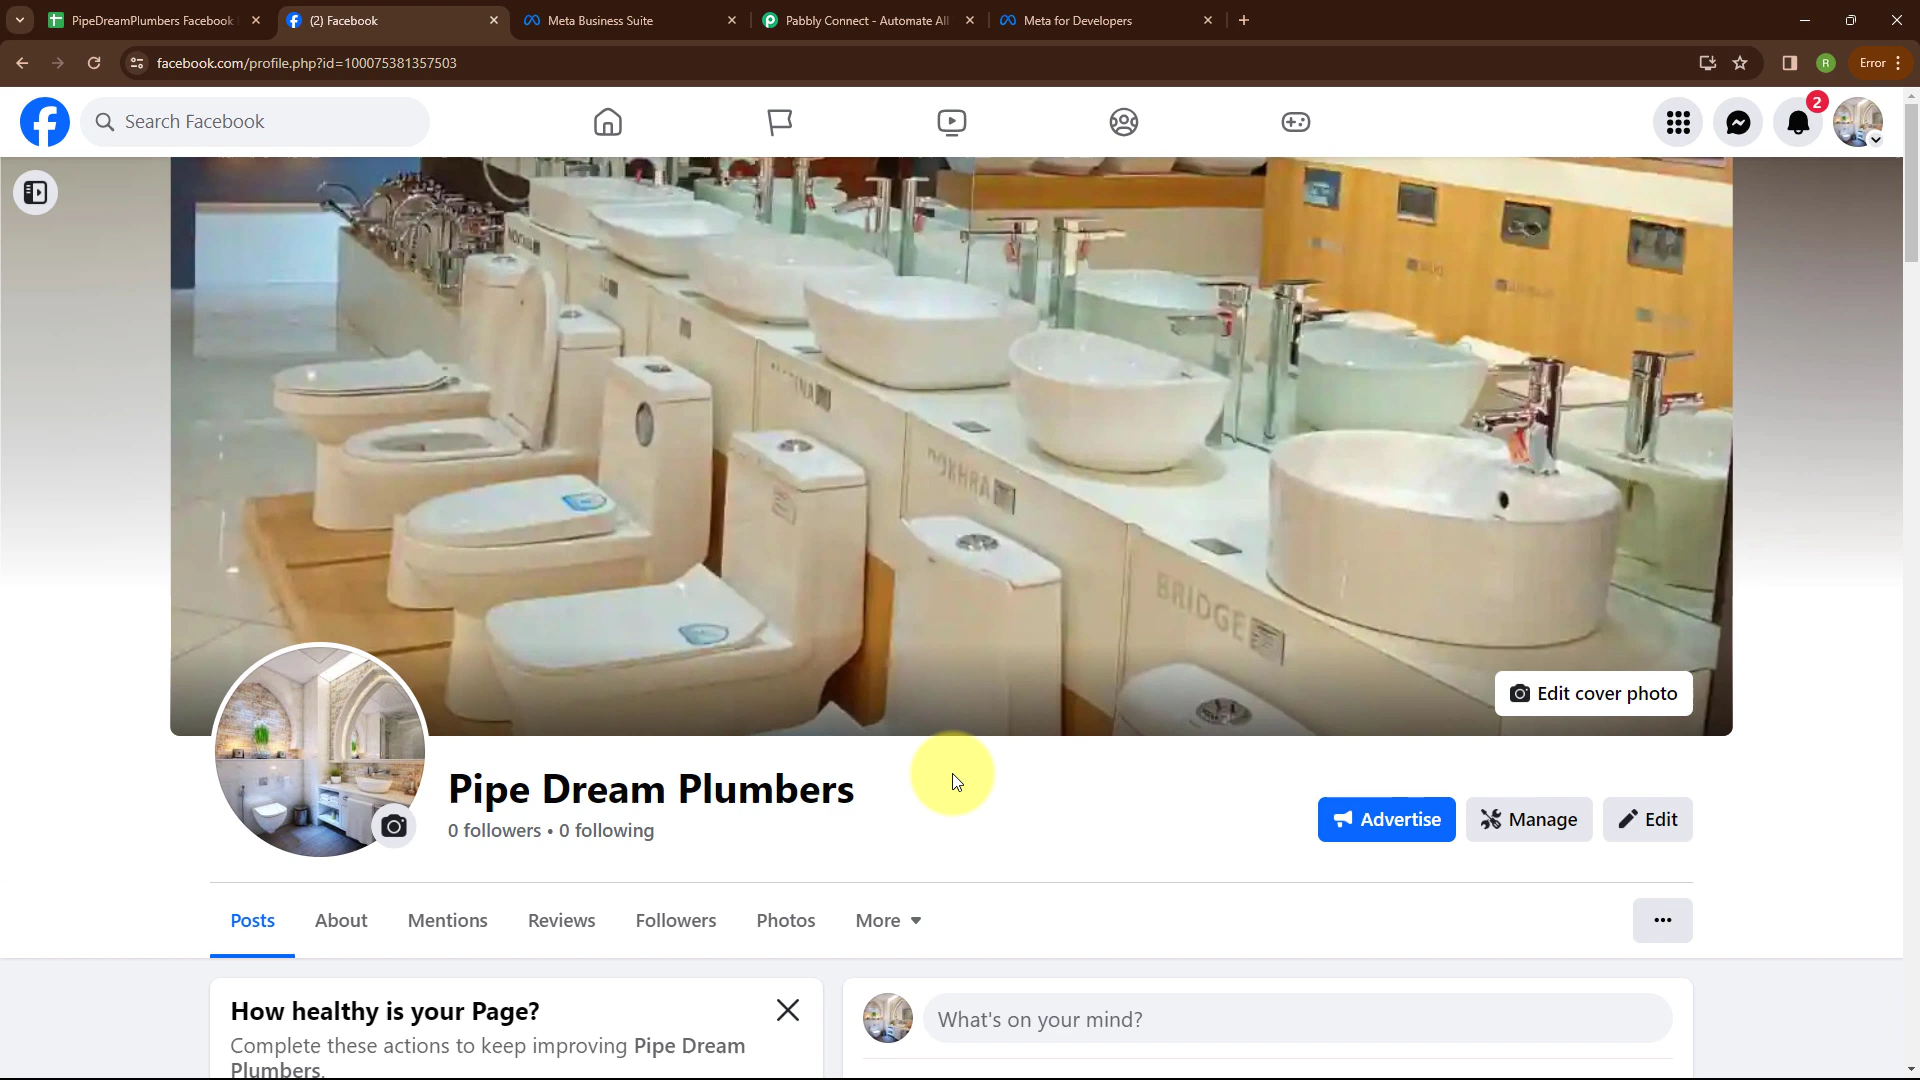 PipeDreamPlumbers Facebook
(2) Facebook
Meta Business Suite
Pabbly Connect - Automate All
Meta for Developers
facebook.com/profile.php?id=100075381357503
R
Error
Search Facebook
2
BRIDGE
Edit cover photo
Pipe Dream Plumbers
0 followers • 0 following
Advertise
Manage
Edit
Posts
About
Mentions
Reviews
Followers
Photos
More
How healthy is your Page?
Complete these actions to keep improving Pipe Dream
Plumbers.
What's on your mind?